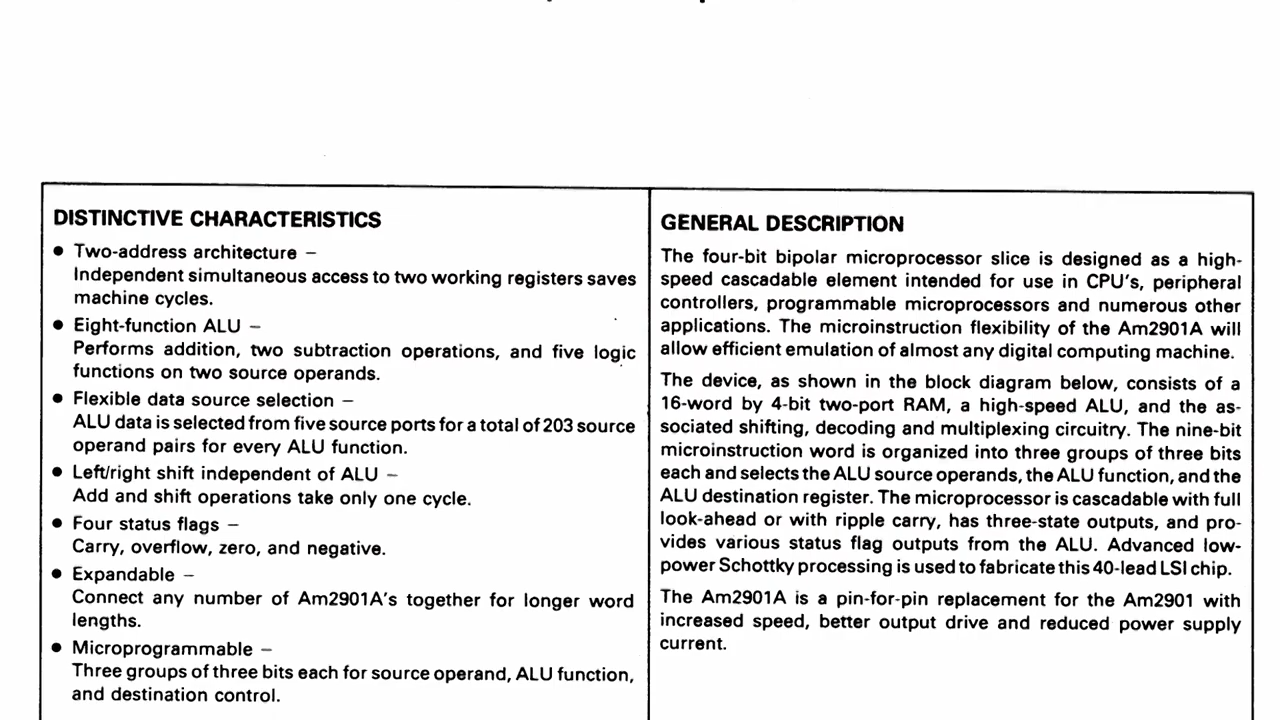 DISTINCTIVE CHARACTERISTICS
• Two-address architecture –
Independent simultaneous access to two working registers saves
machine cycles.
• Eight-function ALU –
Performs addition, two subtraction operations, and five logic
functions on two source operands.
• Flexible data source selection –
ALU data is selected from five source ports for a total of 203 source
operand pairs for every ALU function.
• Left/right shift independent of ALU –
Add and shift operations take only one cycle.
• Four status flags –
Carry, overflow, zero, and negative.
• Expandable –
Connect any number of Am2901A's together for longer word
lengths.
• Microprogrammable –
Three groups of three bits each for source operand, ALU function,
and destination control.
GENERAL DESCRIPTION
The four-bit bipolar microprocessor slice is designed as a high-
speed cascadable element intended for use in CPU's, peripheral
controllers, programmable microprocessors and numerous other
applications. The microinstruction flexibility of the Am2901A will
allow efficient emulation of almost any digital computing machine.
The device, as shown in the block diagram below, consists of a
16-word by 4-bit two-port RAM, a high-speed ALU, and the as-
sociated shifting, decoding and multiplexing circuitry. The nine-bit
microinstruction word is organized into three groups of three bits
each and selects the ALU source operands, the ALU function, and the
ALU destination register. The microprocessor is cascadable with full
look-ahead or with ripple carry, has three-state outputs, and pro-
vides various status flag outputs from the ALU. Advanced low-
power Schottky processing is used to fabricate this 40-lead LSI chip.
The Am2901A is a pin-for-pin replacement for the Am2901 with
increased speed, better output drive and reduced power supply
current.